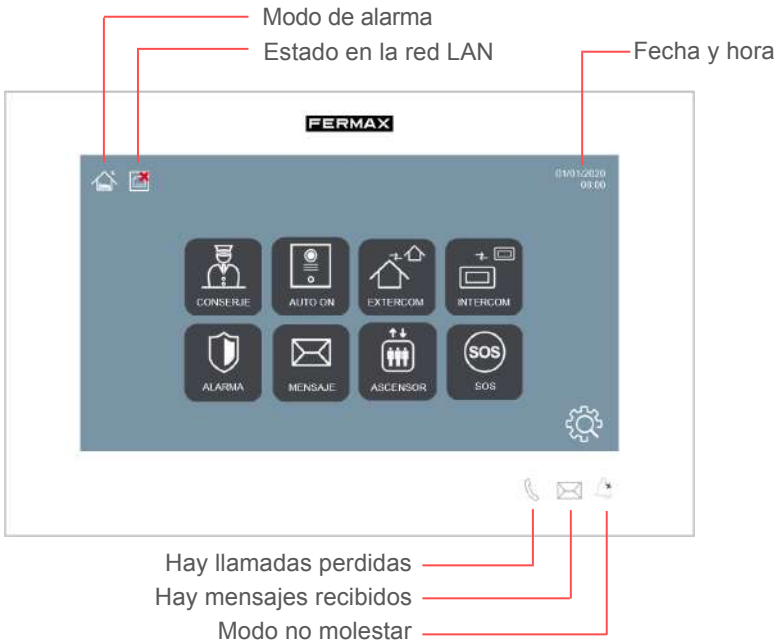 Modo de alarma
Estado en la red LAN
Fecha y hora
FERMAX
01/01/2020
08:00
CONSERJE
AUTO ON
EXTERCOM
INTERCOM
ALARMA
MENSAJE
ASCENSOR
SOS
SOS
Hay llamadas perdidas
Hay mensajes recibidos
Modo no molestar